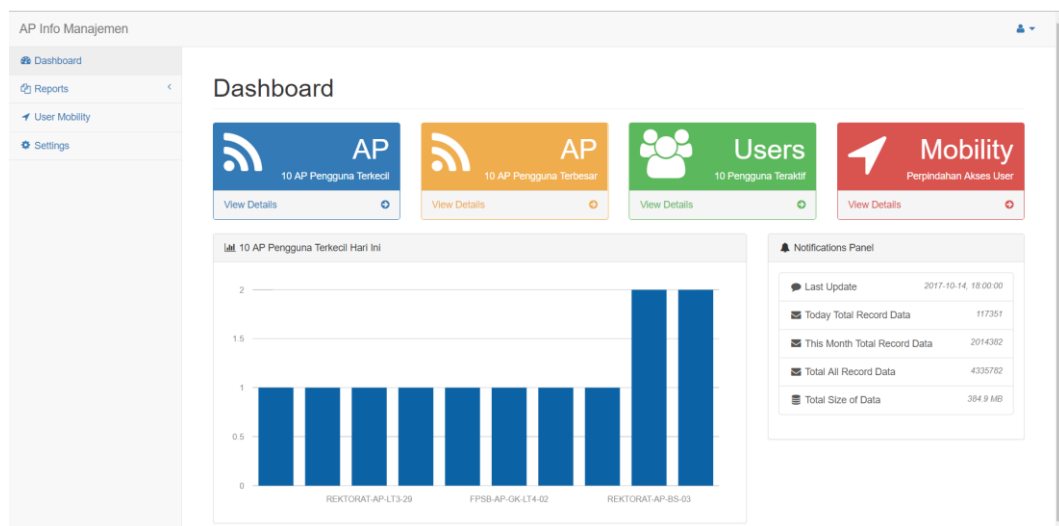 AP Info Manajemen
Dashboard
Reports
User Mobility
Settings
Dashboard
AP
10 AP Pengguna Terkecil
View Details
AP
10 AP Pengguna Terbesar
View Details
Users
10 Pengguna Teraktif
View Details
Mobility
Perpindahan Akses User
View Details
10 AP Pengguna Terkecil Hari Ini
2
1.5
1
0.5
0
REKTORAT-AP-LT3-29
FPSB-AP-GK-LT4-02
REKTORAT-AP-BS-03
Notifications Panel
Last Update 2017-10-14, 18:00:00
Today Total Record Data 117351
This Month Total Record Data 2014382
Total All Record Data 4335782
Total Size of Data 384.9 MB